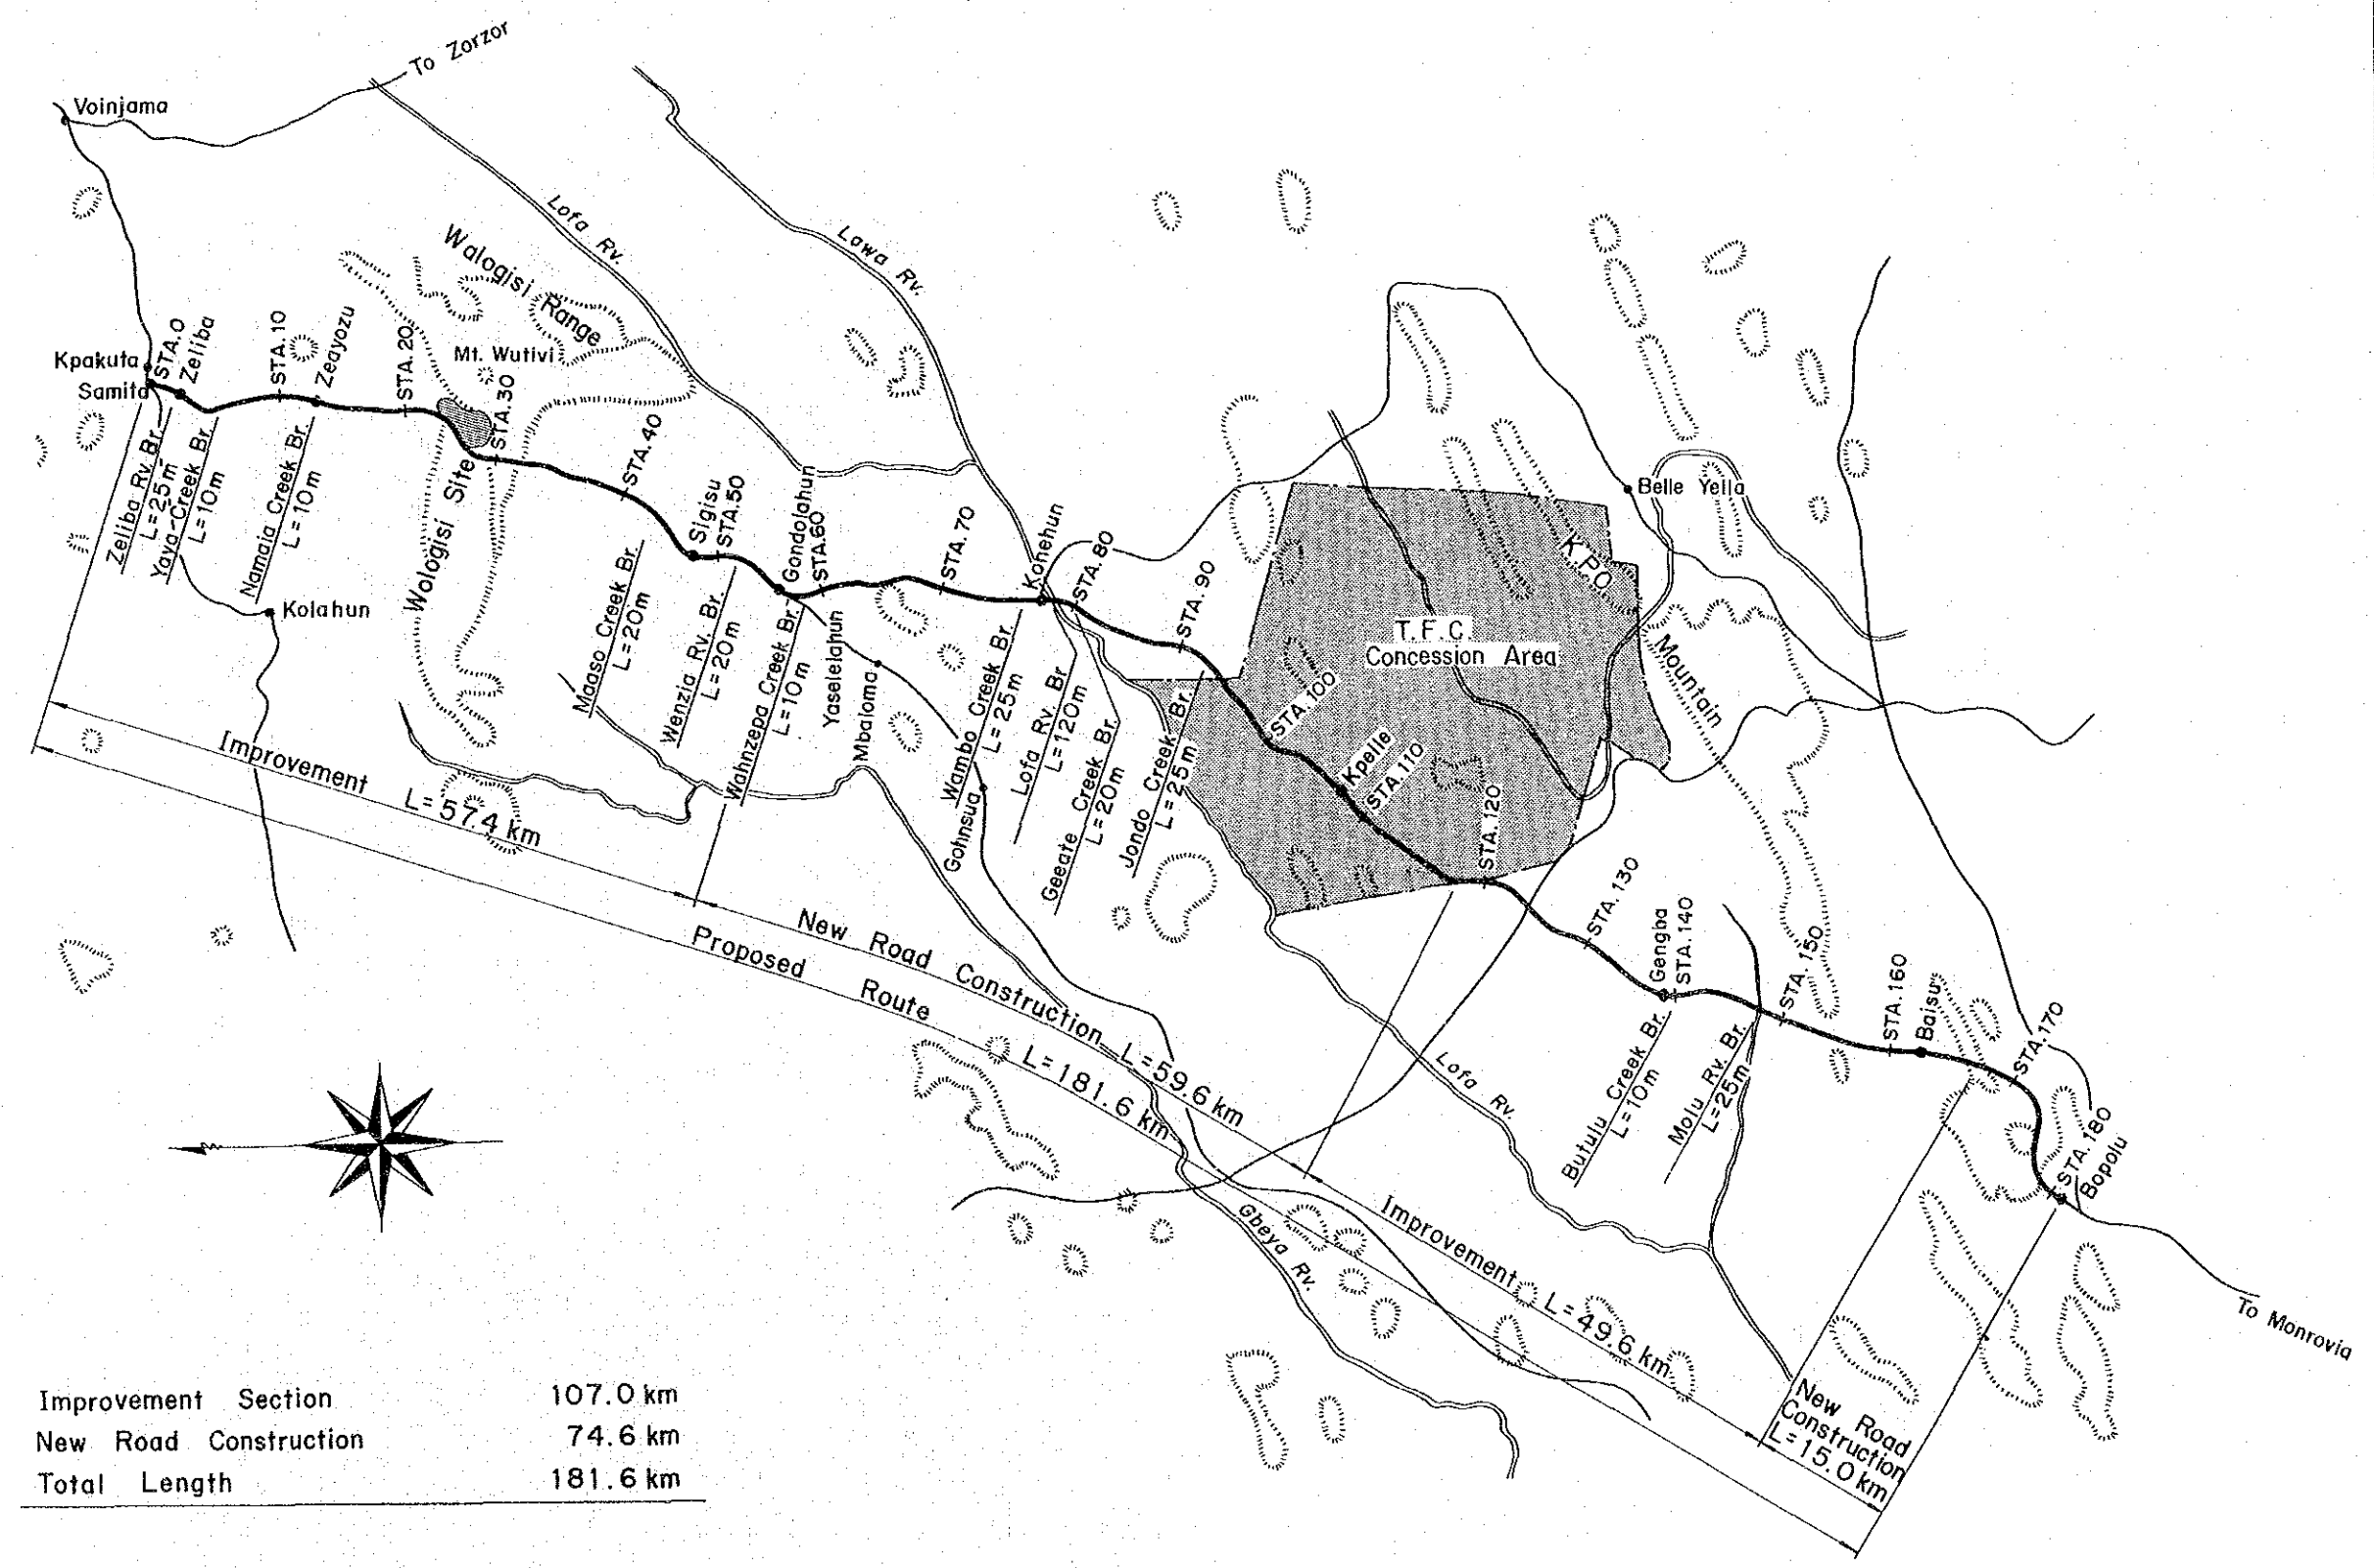 To Zorzor
Voinjama
Lofa Rv.
Lawa Rv.
Walogisi Range
Mt. Wutivi
Kpakuta
Samita
STA.0
Zeliba
STA.10
Zeayozu
STA.20
STA.30
STA.40
Sigisu
STA.50
Gondolahun
STA.60
STA.70
Kohehun
STA.80
STA.90
Belle Yella
K.P.O.
Mountain
T.F.C.
Concession Area
STA.100
Kpelle
STA.110
STA.120
STA.130
Gengba
STA.140
STA.150
STA.160
Baisu
STA.170
STA.180
Bopolu
To Monrovia
Zeliba Rv. Br.
L=25m
Yaya-Creek Br.
L=10m
Namaia Creek Br.
L=10m
Kolahun
Wologisi Site
Maaso Creek Br.
L=20m
Wenzia Rv. Br.
L=20m
Wahnzepa Creek Br.
L=10m
Yaselelahun
Mbaloma
Wambo Creek Br.
L=25m
Gohnsua
Lofa Rv. Br
L=120m
Geeate Creek Br.
L=20m
Jondo Creek Br.
L=25m
Lofa Rv.
Butulu Creek Br.
L=10m
Molu Rv. Br.
L=25m
Gbeya Rv.
Improvement L=57.4 km
New Road Construction L=59.6 km
Proposed Route L=181.6 km
Improvement L=49.6 km
New Road
Construction
L=15.0 km
Improvement Section 107.0 km
New Road Construction 74.6 km
Total Length 181.6 km